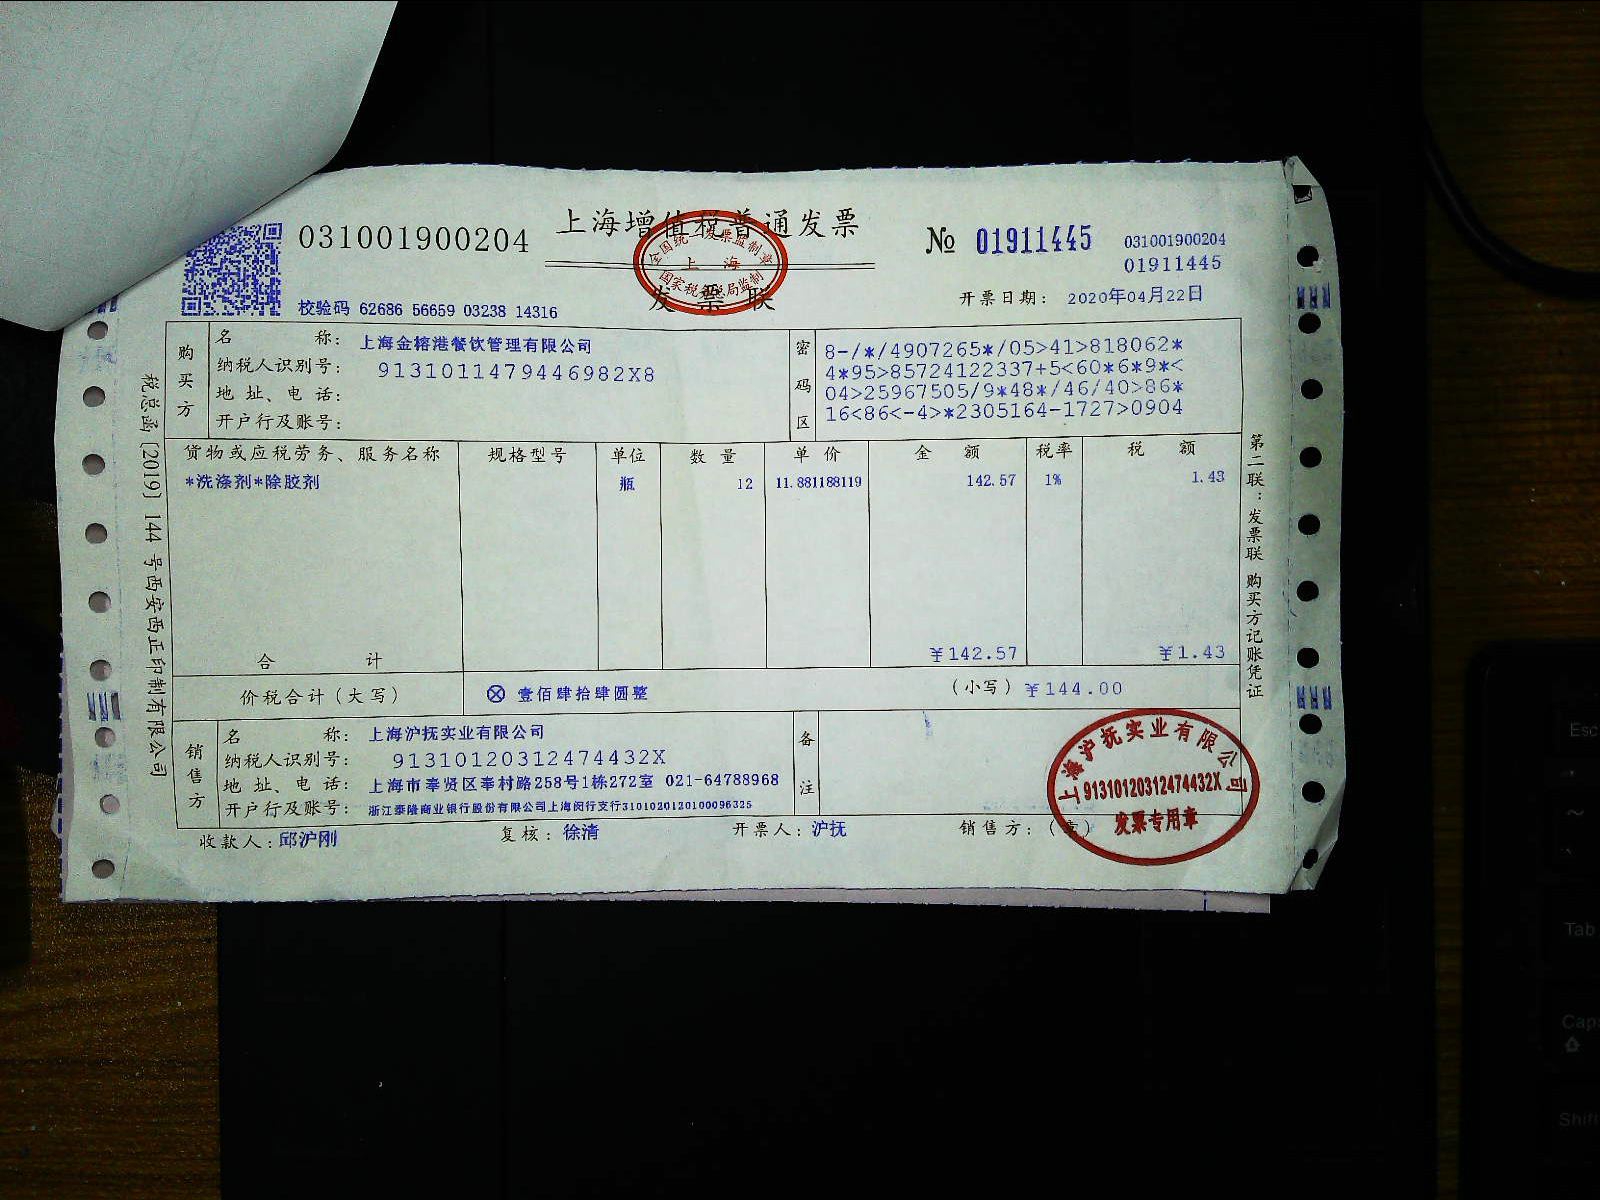 031001900204
上海增值税普通发票
全国统一发票监制章
上海
国家税务总局监制
发票联
№ 01911445
031001900204
01911445
校验码 62686 56659 03238 14316
开票日期: 2020年04月22日
购买方
名称: 上海金榕港餐饮管理有限公司
纳税人识别号: 9131011479446982X8
地址、电话:
开户行及账号:
密码区
8-/*/4907265*/05>41>818062*
4*95>85724122337+5<60*6*9*<
04>25967505/9*48*/46/40>86*
16<86<-4>*2305164-1727>0904
货物或应税劳务、服务名称 规格型号 单位 数量 单价 金额 税率 税额
*洗涤剂*除胶剂 瓶 12 11.881188119 142.57 1% 1.43
合计 ¥142.57 ¥1.43
价税合计(大写) ⊗ 壹佰肆拾肆圆整 (小写) ¥144.00
销售方
名称: 上海沪抚实业有限公司
纳税人识别号: 91310120312474432X
地址、电话: 上海市奉贤区奉村路258号1栋272室 021-64788968
开户行及账号: 浙江泰隆商业银行股份有限公司上海闵行支行3101020120100096325
备注
收款人: 邱沪刚 复核: 徐清 开票人: 沪抚 销售方: (章)
上海沪抚实业有限公司
91310120312474432X
发票专用章
税总函[2019]144号西安西正印制有限公司
第二联:发票联 购买方记账凭证
Esc
Tab
Caps
Shift